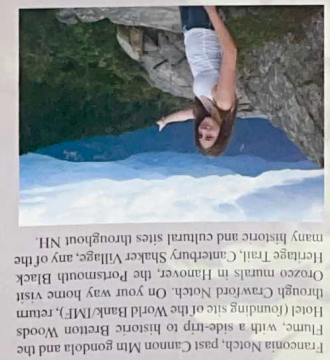 Franconia Notch, past Cannon Mtn gondola and the
Flume, with a side-trip to historic Bretton Woods
Hotel (founding site of the World Bank/IMF), return
through Crawford Notch. On your way home visit
Orozco murals in Hanover, the Portsmouth Black
Heritage Trail, Canterbury Shaker Village, any of the
many historic and cultural sites throughout NH.